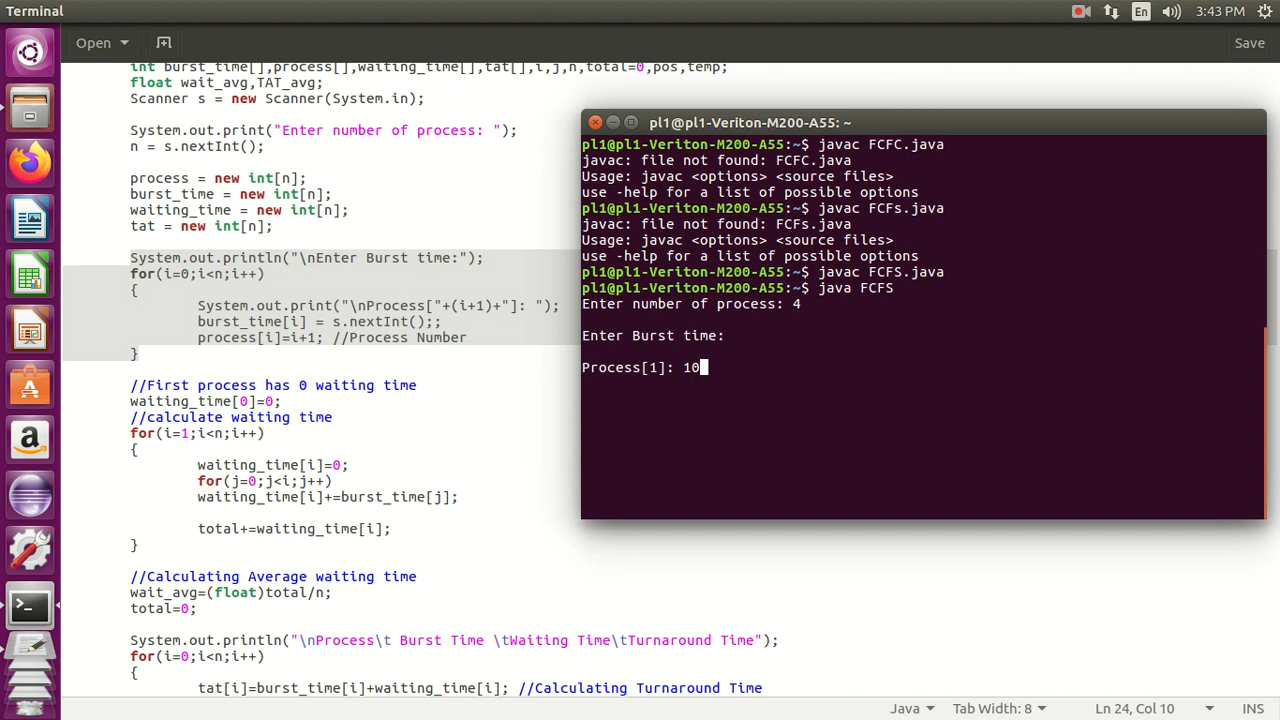 Terminal
En
3:43 PM
Open
Save
int burst_time[],process[],waiting_time[],tat[],i,j,n,total=0,pos,temp;
float wait_avg,TAT_avg;
Scanner s = new Scanner(System.in);
System.out.print("Enter number of process: ");
n = s.nextInt();
process = new int[n];
burst_time = new int[n];
waiting_time = new int[n];
tat = new int[n];
System.out.println("\nEnter Burst time:");
for(i=0;i<n;i++)
{
System.out.print("\nProcess["+(i+1)+"]: ");
burst_time[i] = s.nextInt();;
process[i]=i+1; //Process Number
}
//First process has 0 waiting time
waiting_time[0]=0;
//calculate waiting time
for(i=1;i<n;i++)
{
waiting_time[i]=0;
for(j=0;j<i;j++)
waiting_time[i]+=burst_time[j];
total+=waiting_time[i];
}
//Calculating Average waiting time
wait_avg=(float)total/n;
total=0;
System.out.println("\nProcess\t Burst Time \tWaiting Time\tTurnaround Time");
for(i=0;i<n;i++)
{
tat[i]=burst_time[i]+waiting_time[i]; //Calculating Turnaround Time
pl1@pl1-Veriton-M200-A55: ~
pl1@pl1-Veriton-M200-A55:~$ javac FCFC.java
javac: file not found: FCFC.java
Usage: javac <options> <source files>
use -help for a list of possible options
pl1@pl1-Veriton-M200-A55:~$ javac FCFs.java
javac: file not found: FCFs.java
Usage: javac <options> <source files>
use -help for a list of possible options
pl1@pl1-Veriton-M200-A55:~$ javac FCFS.java
pl1@pl1-Veriton-M200-A55:~$ java FCFS
Enter number of process: 4
Enter Burst time:
Process[1]: 10
Java
Tab Width: 8
Ln 24, Col 10
INS